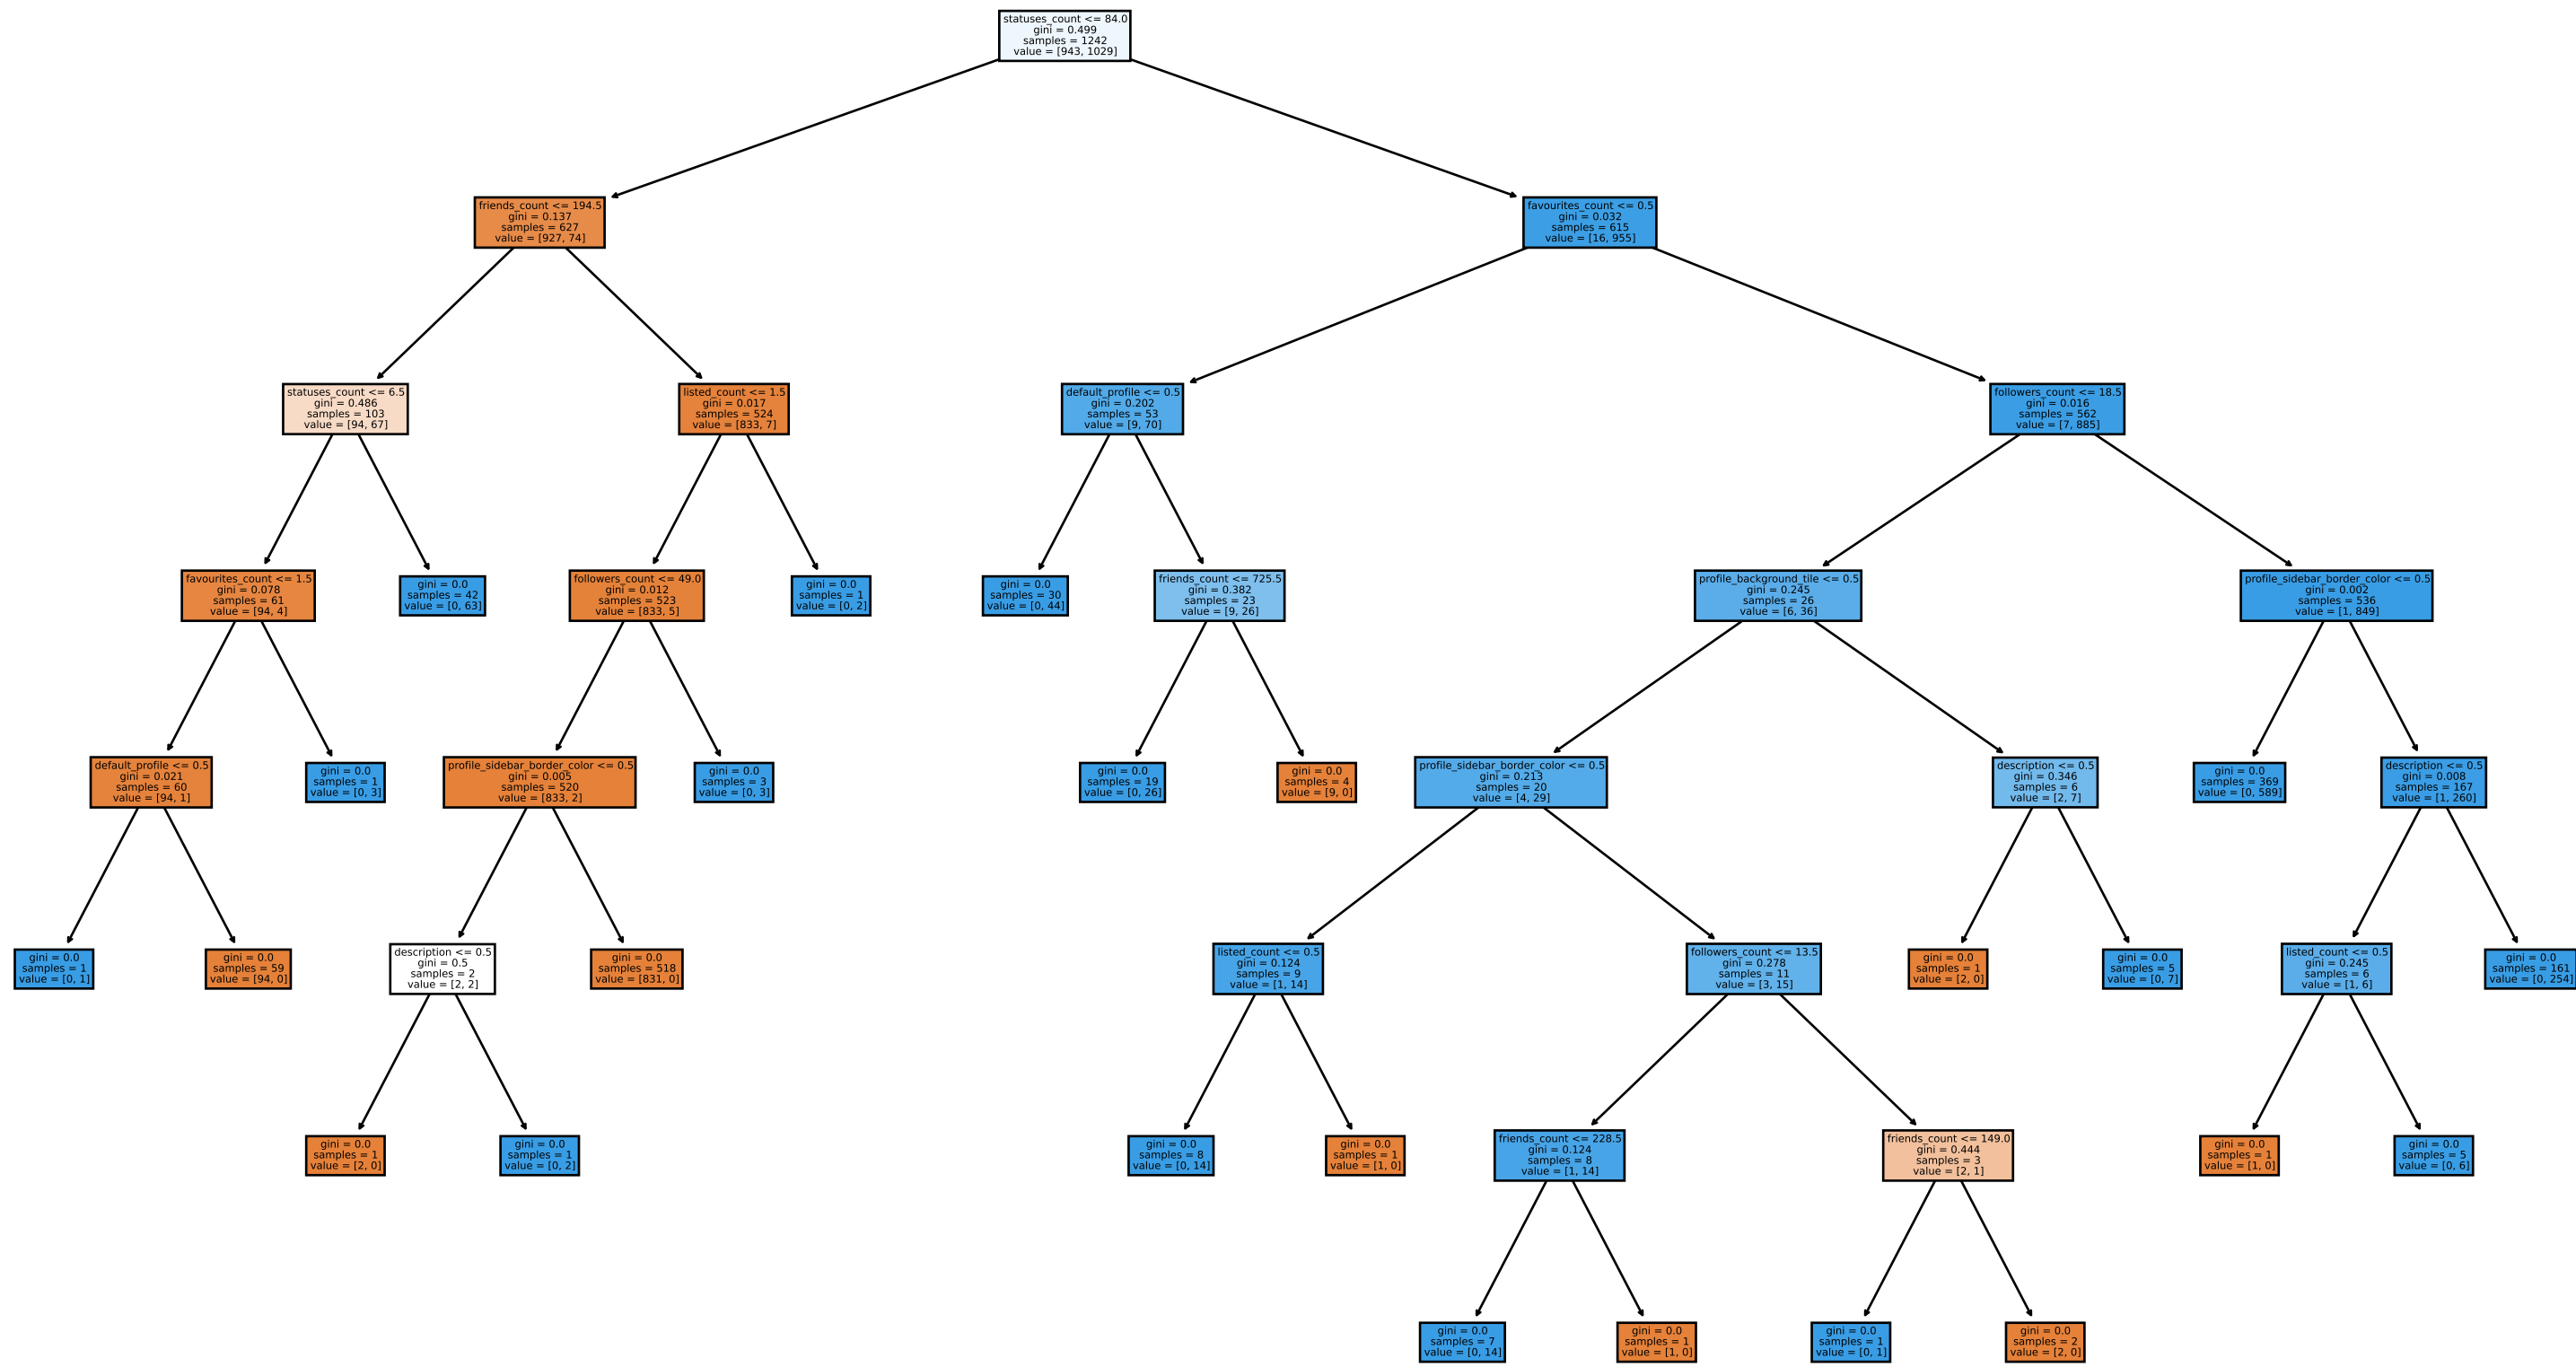 statuses_count <= 84.0
gini = 0.499
samples = 1242
value = [943, 1029]
friends_count <= 194.5
gini = 0.137
samples = 627
value = [927, 74]
favourites_count <= 0.5
gini = 0.032
samples = 615
value = [16, 955]
statuses_count <= 6.5
gini = 0.486
samples = 103
value = [94, 67]
listed_count <= 1.5
gini = 0.017
samples = 524
value = [833, 7]
default_profile <= 0.5
gini = 0.202
samples = 53
value = [9, 70]
followers_count <= 18.5
gini = 0.016
samples = 562
value = [7, 885]
favourites_count <= 1.5
gini = 0.078
samples = 61
value = [94, 4]
gini = 0.0
samples = 42
value = [0, 63]
followers_count <= 49.0
gini = 0.012
samples = 523
value = [833, 5]
gini = 0.0
samples = 1
value = [0, 2]
gini = 0.0
samples = 30
value = [0, 44]
friends_count <= 725.5
gini = 0.382
samples = 23
value = [9, 26]
profile_background_tile <= 0.5
gini = 0.245
samples = 26
value = [6, 36]
profile_sidebar_border_color <= 0.5
gini = 0.002
samples = 536
value = [1, 849]
default_profile <= 0.5
gini = 0.021
samples = 60
value = [94, 1]
gini = 0.0
samples = 1
value = [0, 3]
profile_sidebar_border_color <= 0.5
gini = 0.005
samples = 520
value = [833, 2]
gini = 0.0
samples = 3
value = [0, 3]
gini = 0.0
samples = 19
value = [0, 26]
gini = 0.0
samples = 4
value = [9, 0]
profile_sidebar_border_color <= 0.5
gini = 0.213
samples = 20
value = [4, 29]
description <= 0.5
gini = 0.346
samples = 6
value = [2, 7]
gini = 0.0
samples = 369
value = [0, 589]
description <= 0.5
gini = 0.008
samples = 167
value = [1, 260]
gini = 0.0
samples = 1
value = [0, 1]
gini = 0.0
samples = 59
value = [94, 0]
description <= 0.5
gini = 0.5
samples = 2
value = [2, 2]
gini = 0.0
samples = 518
value = [831, 0]
listed_count <= 0.5
gini = 0.124
samples = 9
value = [1, 14]
followers_count <= 13.5
gini = 0.278
samples = 11
value = [3, 15]
gini = 0.0
samples = 1
value = [2, 0]
gini = 0.0
samples = 5
value = [0, 7]
listed_count <= 0.5
gini = 0.245
samples = 6
value = [1, 6]
gini = 0.0
samples = 161
value = [0, 254]
gini = 0.0
samples = 1
value = [2, 0]
gini = 0.0
samples = 1
value = [0, 2]
gini = 0.0
samples = 8
value = [0, 14]
gini = 0.0
samples = 1
value = [1, 0]
friends_count <= 228.5
gini = 0.124
samples = 8
value = [1, 14]
friends_count <= 149.0
gini = 0.444
samples = 3
value = [2, 1]
gini = 0.0
samples = 1
value = [1, 0]
gini = 0.0
samples = 5
value = [0, 6]
gini = 0.0
samples = 7
value = [0, 14]
gini = 0.0
samples = 1
value = [1, 0]
gini = 0.0
samples = 1
value = [0, 1]
gini = 0.0
samples = 2
value = [2, 0]